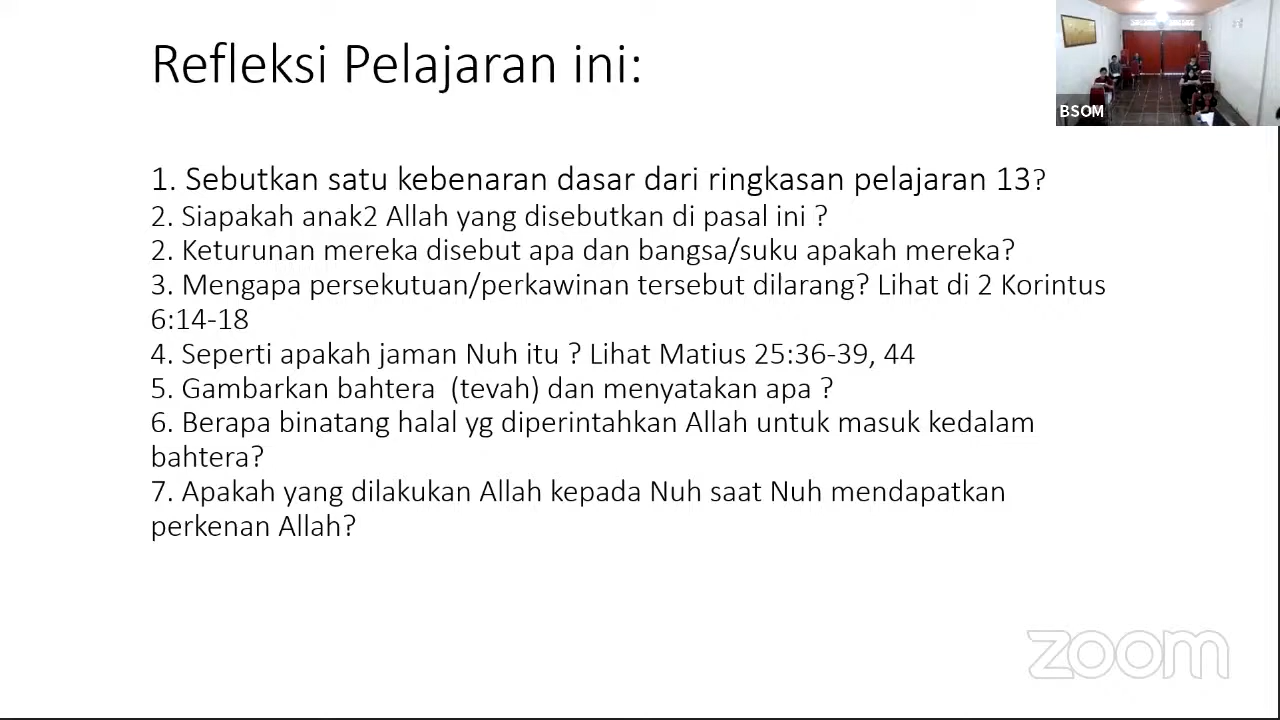 Refleksi Pelajaran ini:
BSOM
1. Sebutkan satu kebenaran dasar dari ringkasan pelajaran 13?
2. Siapakah anak2 Allah yang disebutkan di pasal ini ?
2. Keturunan mereka disebut apa dan bangsa/suku apakah mereka?
3. Mengapa persekutuan/perkawinan tersebut dilarang? Lihat di 2 Korintus
6:14-18
4. Seperti apakah jaman Nuh itu ? Lihat Matius 25:36-39, 44
5. Gambarkan bahtera  (tevah) dan menyatakan apa ?
6. Berapa binatang halal yg diperintahkan Allah untuk masuk kedalam
bahtera?
7. Apakah yang dilakukan Allah kepada Nuh saat Nuh mendapatkan
perkenan Allah?
zoom